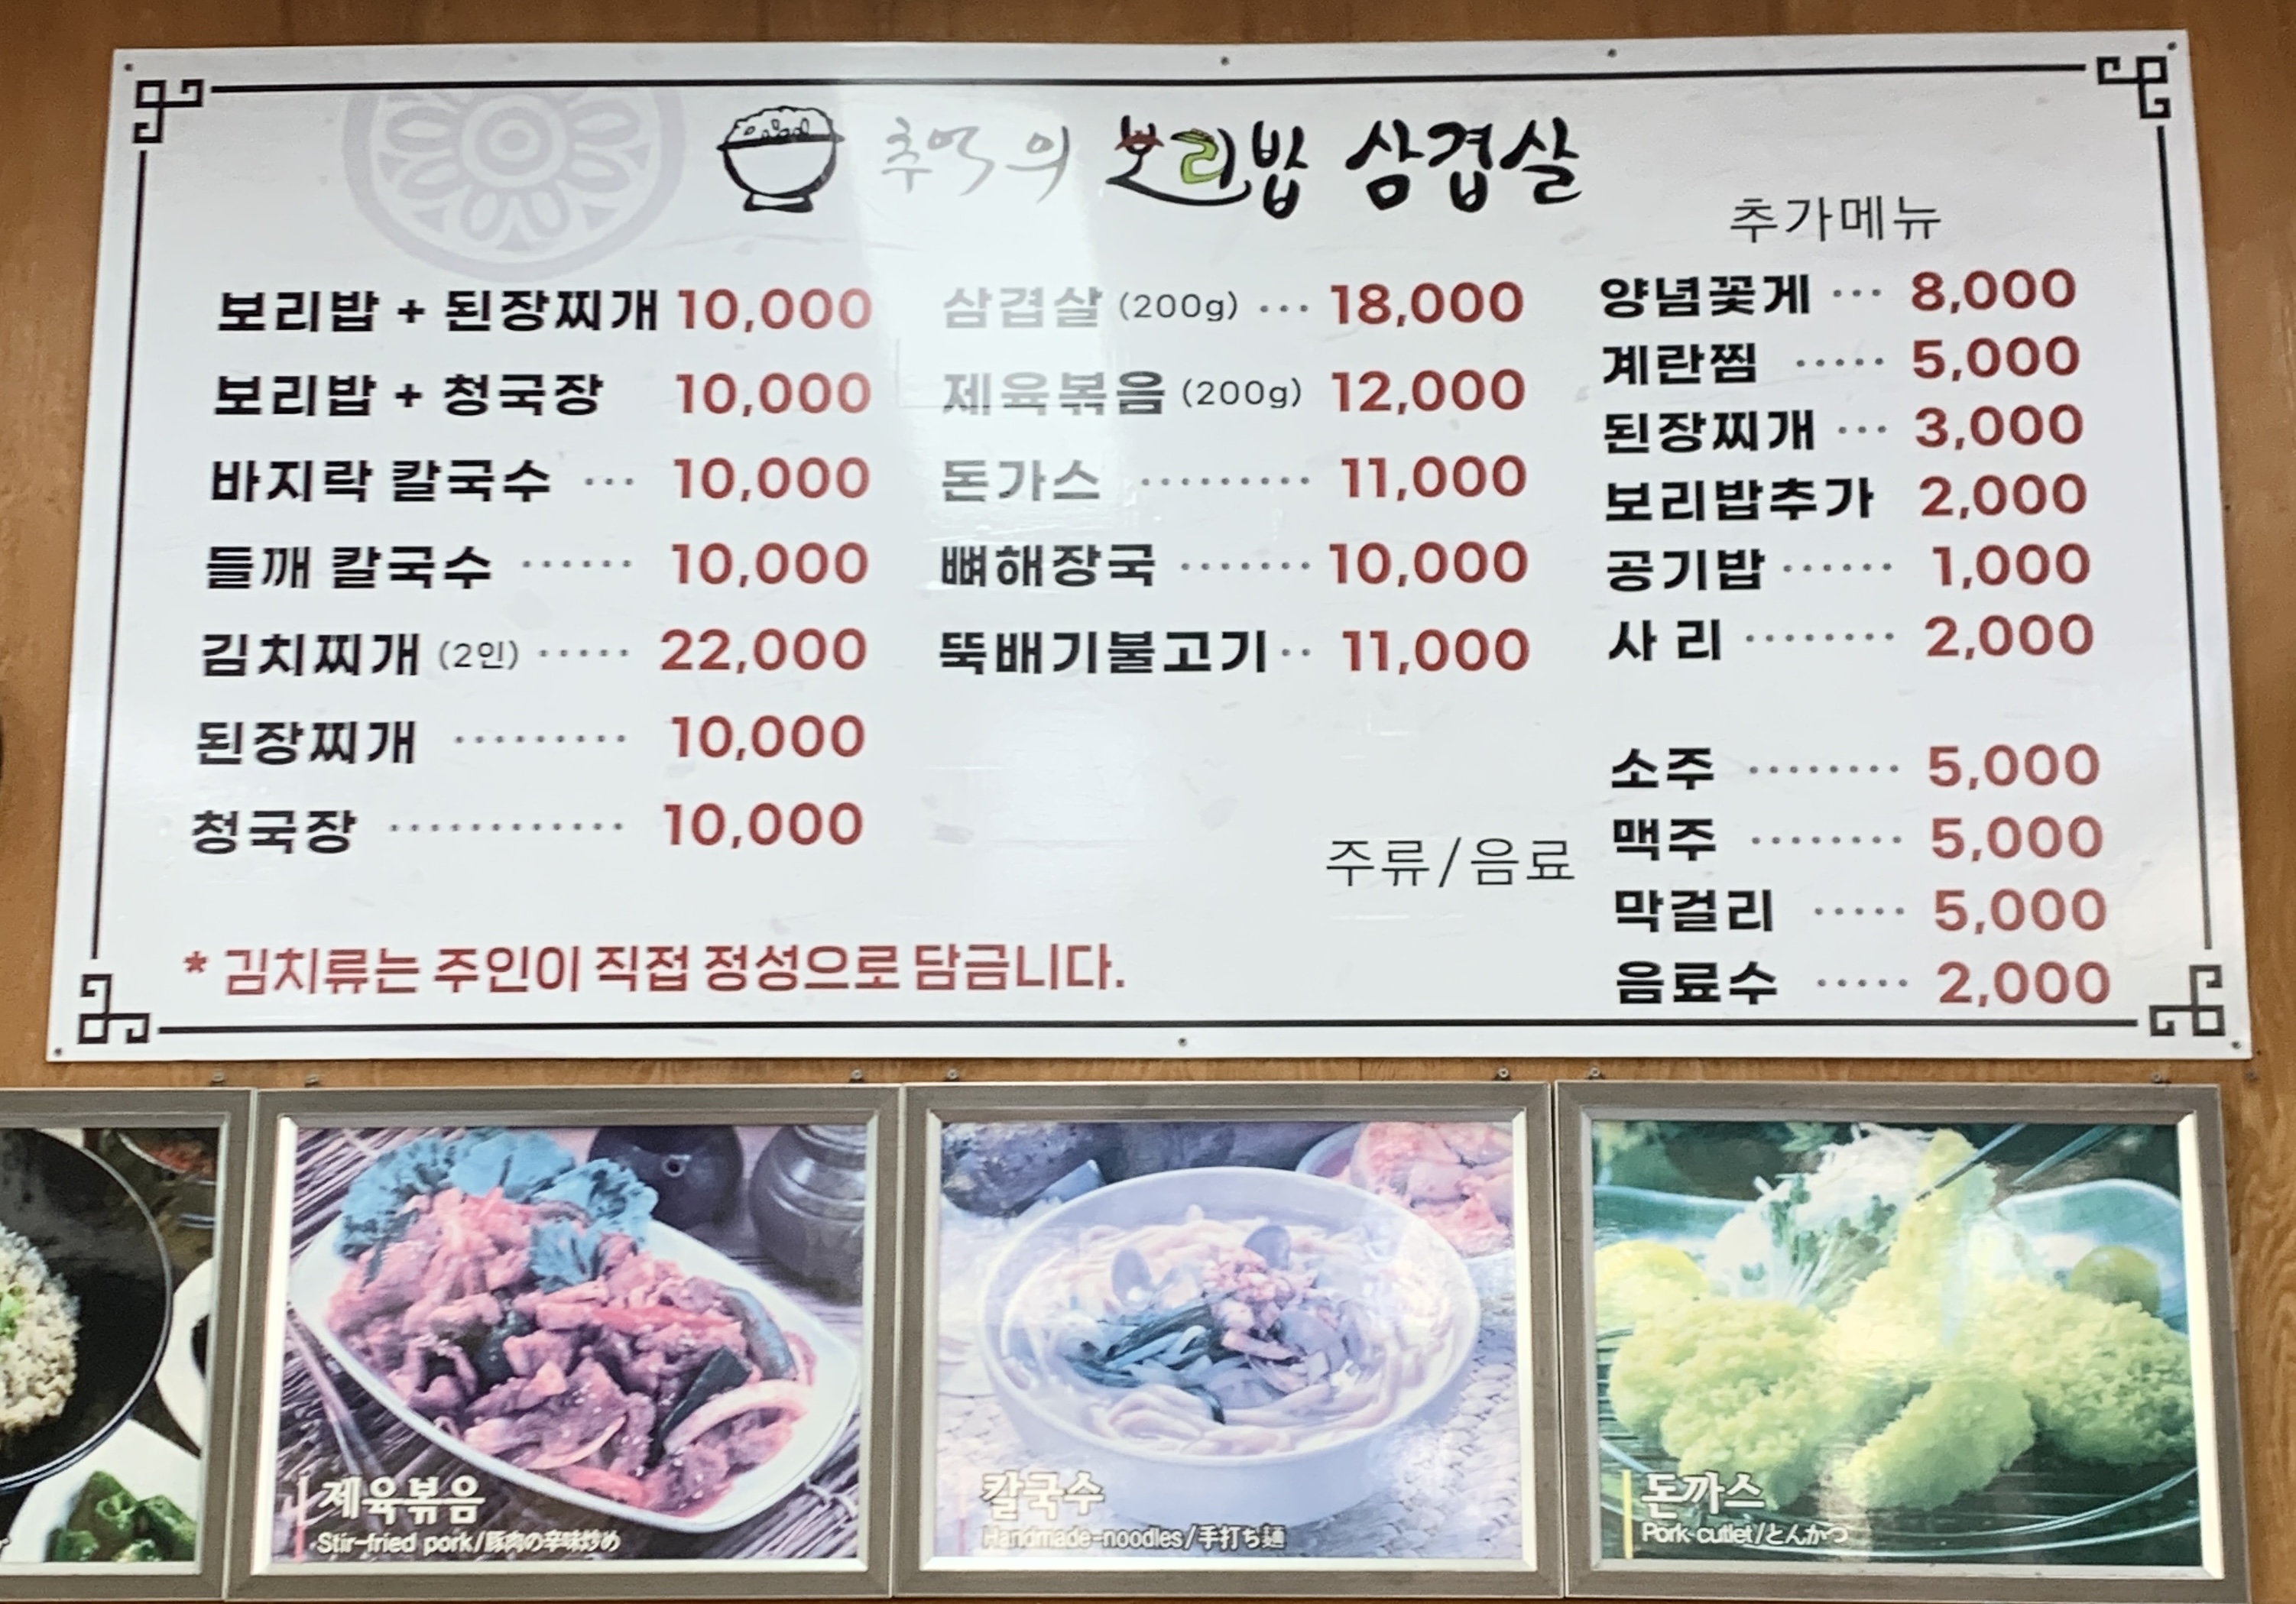 추억의 보리밥 삼겹살
보리밥 + 된장찌개 10,000
보리밥 + 청국장 10,000
바지락 칼국수 ··· 10,000
들깨 칼국수 ······ 10,000
김치찌개 (2인) ····· 22,000
된장찌개 ········· 10,000
청국장 ············ 10,000
* 김치류는 주인이 직접 정성으로 담금니다.
삼겹살 (200g) ··· 18,000
제육볶음 (200g) 12,000
돈가스 ········· 11,000
뼈해장국 ······· 10,000
뚝배기불고기·· 11,000
추가메뉴
양념꽃게 ··· 8,000
계란찜 ····· 5,000
된장찌개 ··· 3,000
보리밥추가 2,000
공기밥 ······ 1,000
사 리 ········ 2,000
주류/음료
소주 ········ 5,000
맥주 ········ 5,000
막걸리 ····· 5,000
음료수 ····· 2,000
제육볶음
Stir-fried pork/豚肉の辛味炒め
칼국수
Handmade-noodles/手打ち麺
돈까스
Pork cutlet/とんかつ